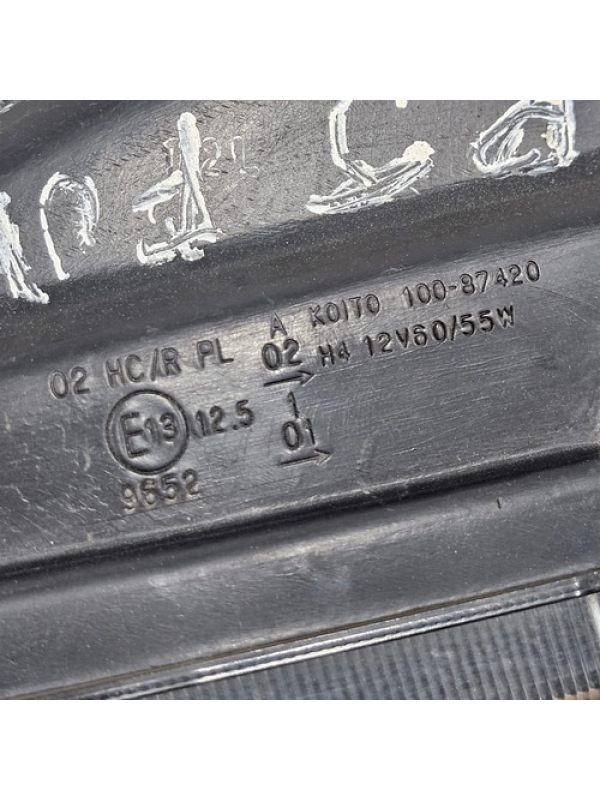 A KOITO 100-87420
02 HC/R PL 02 H4 12V60/55W
E13 12.5 1
01
9652